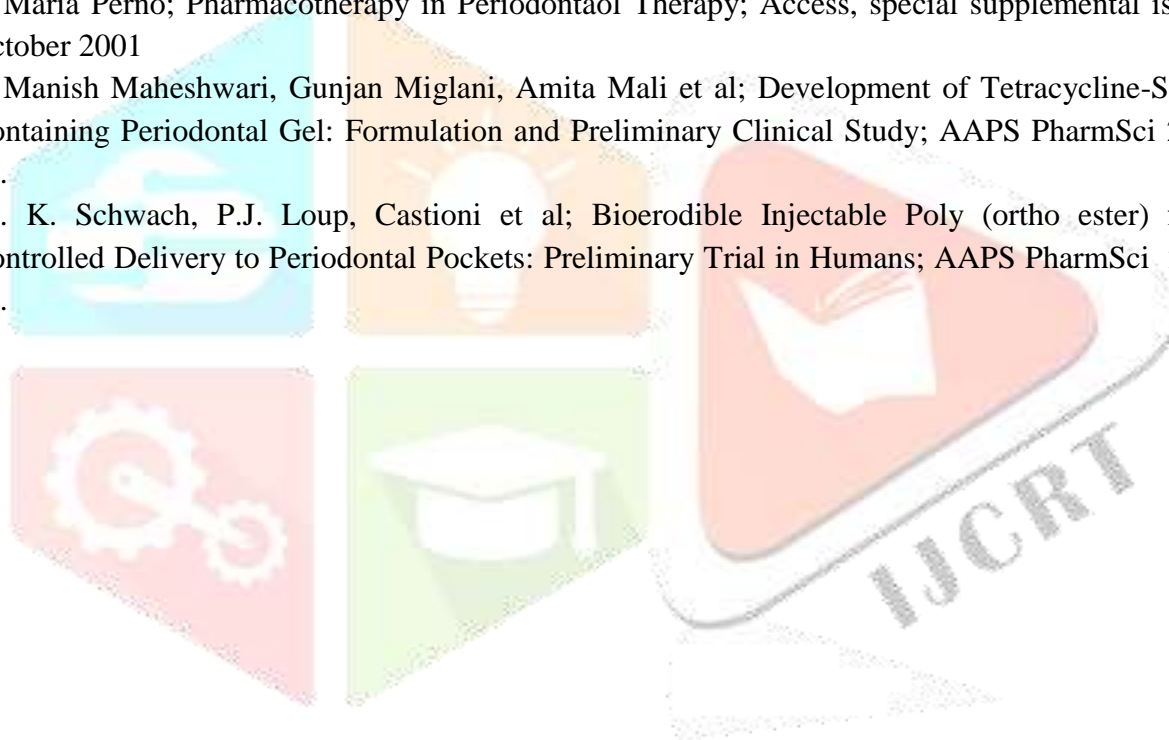 Maria Perno; Pharmacotherapy in Periodontaol Therapy; Access, special supplemental is
ctober 2001
Manish Maheshwari, Gunjan Miglani, Amita Mali et al; Development of Tetracycline-S
ontaining Periodontal Gel: Formulation and Preliminary Clinical Study; AAPS PharmSci
.
. K. Schwach, P.J. Loup, Castioni et al; Bioerodible Injectable Poly (ortho ester)
ontrolled Delivery to Periodontal Pockets: Preliminary Trial in Humans; AAPS PharmSci
.
IJCRT